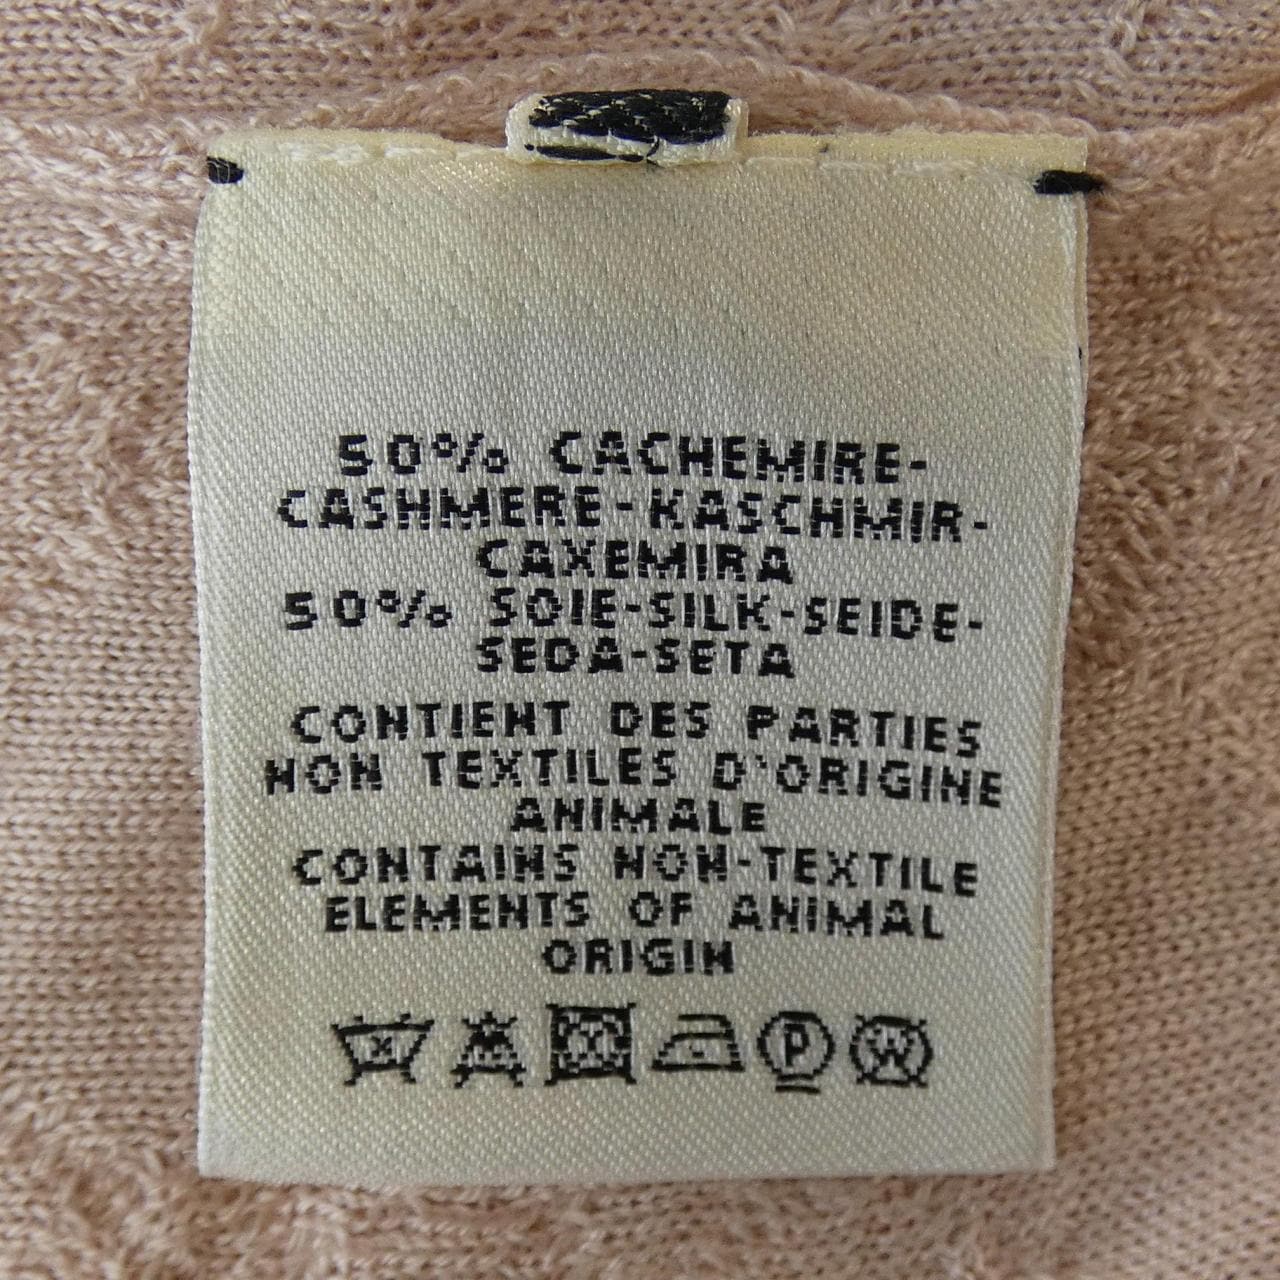 50% CACHEMIRE-
CASHMERE-KASCHMIR-
CAXEMIRA
50% SOIE-SILK-SEIDE-
SEDA-SETA
CONTIENT DES PARTIES
NON TEXTILES D'ORIGINE
ANIMALE
CONTAINS NON-TEXTILE
ELEMENTS OF ANIMAL
ORIGIN
P W